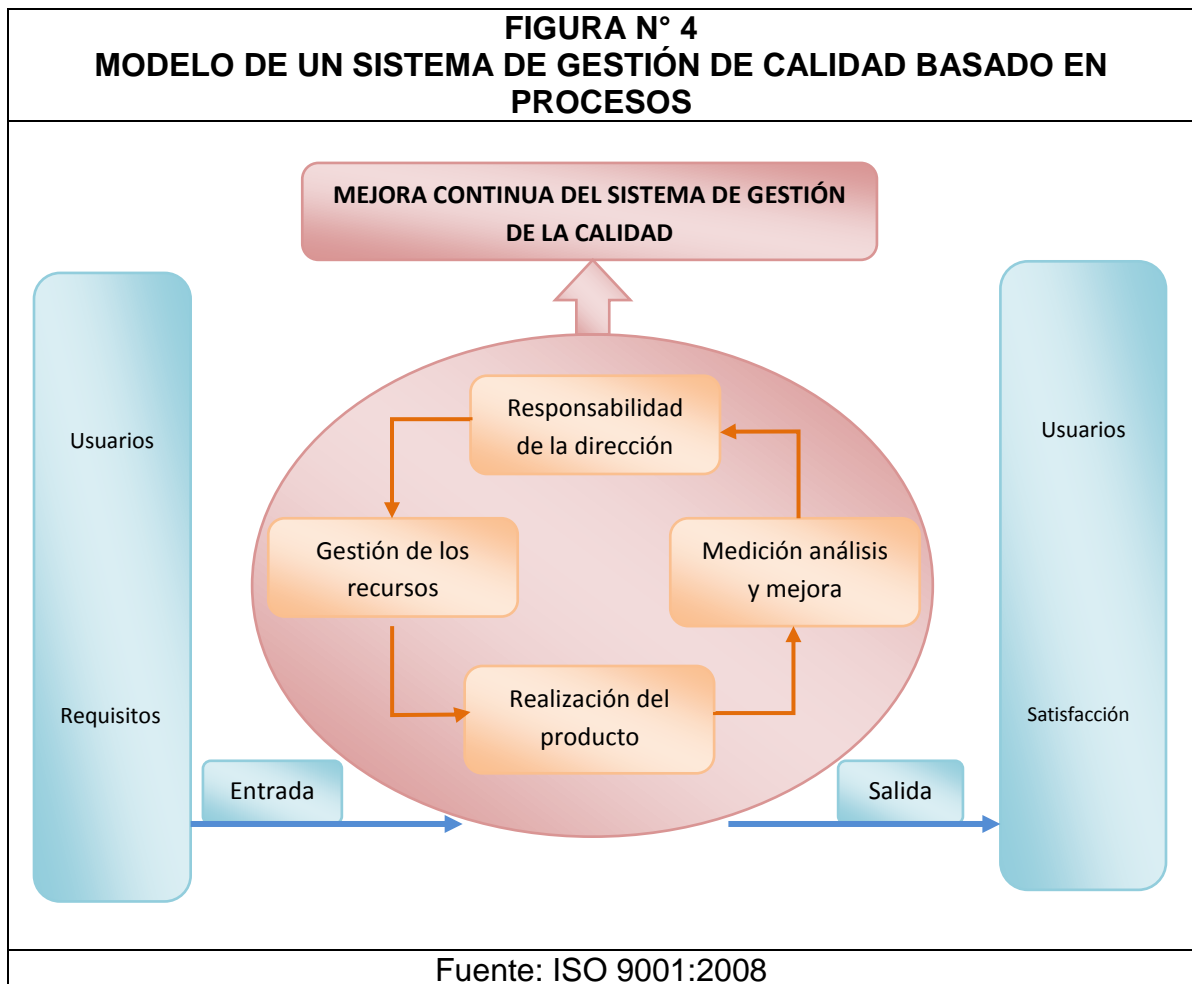 FIGURA N° 4
MODELO DE UN SISTEMA DE GESTIÓN DE CALIDAD BASADO EN
PROCESOS
MEJORA CONTINUA DEL SISTEMA DE GESTIÓN
DE LA CALIDAD
Usuarios
Requisitos
Responsabilidad
de la dirección
Gestión de los
recursos
Medición análisis
y mejora
Realización del
producto
Entrada
Salida
Usuarios
Satisfacción
Fuente: ISO 9001:2008